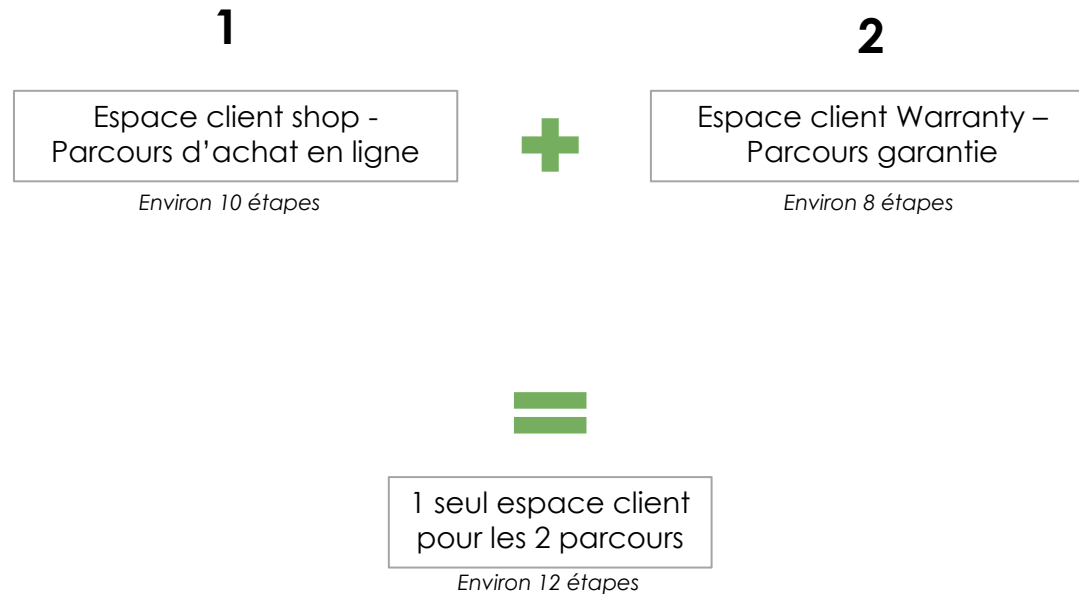 1
2
Espace client shop -
Parcours d'achat en ligne
Environ 10 étapes
Espace client Warranty –
Parcours garantie
Environ 8 étapes
1 seul espace client
pour les 2 parcours
Environ 12 étapes